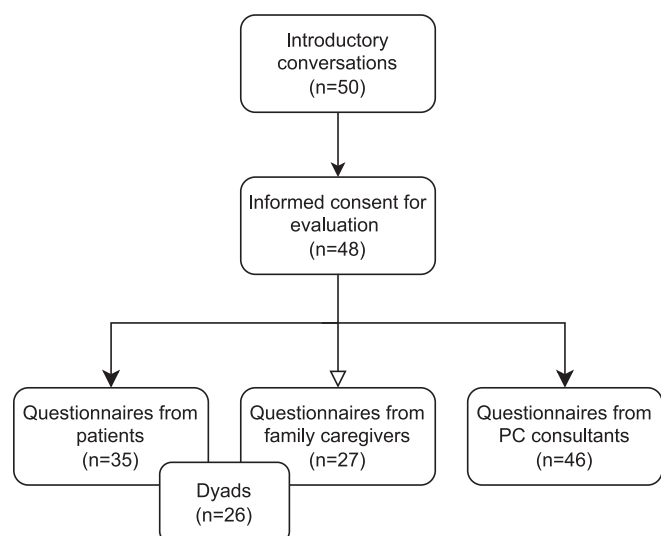 Introductory
conversations
(n=50)
Informed consent for
evaluation
(n=48)
Questionnaires from
patients
(n=35)
Questionnaires from
family caregivers
(n=27)
Questionnaires from
PC consultants
(n=46)
Dyads
(n=26)